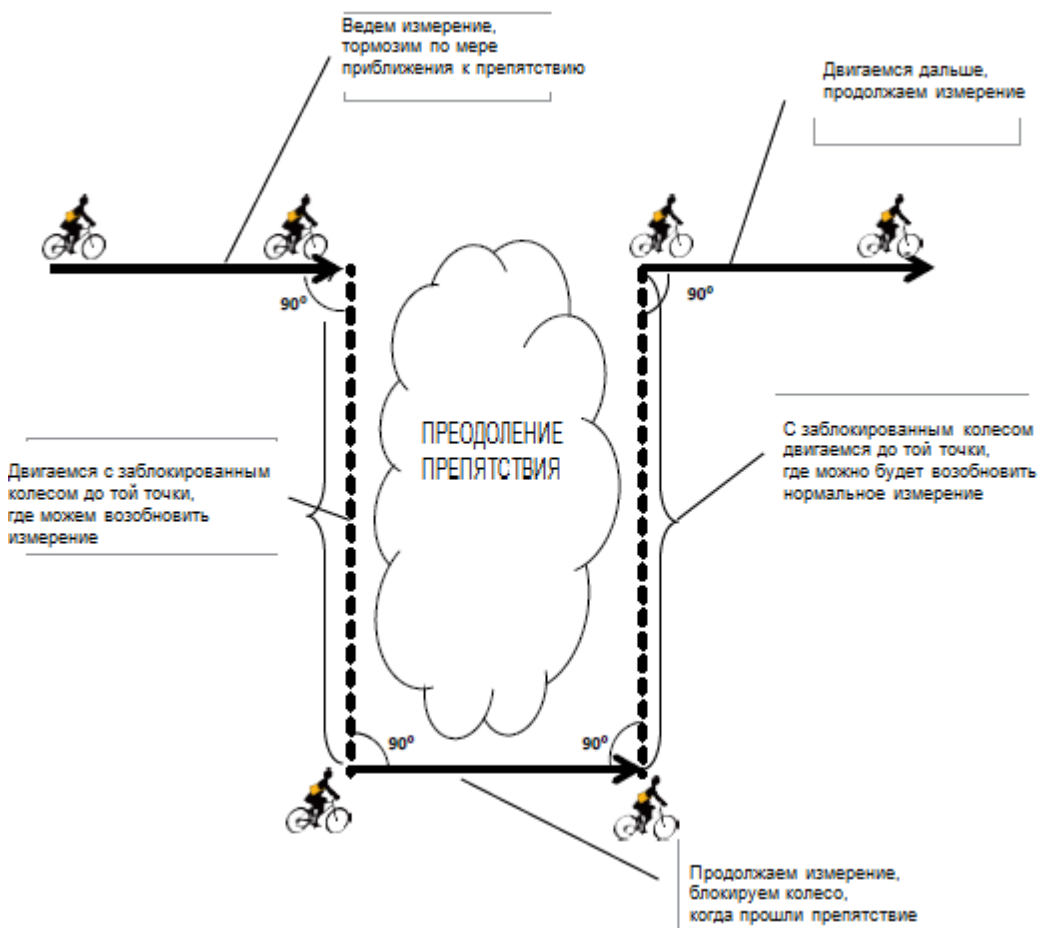 Ведем измерение,
тормозим по мере
приближения к препятствию
Двигаемся дальше,
продолжаем измерение
90⁰
90⁰
ПРЕОДОЛЕНИЕ
ПРЕПЯТСТВИЯ
Двигаемся с заблокированным
колесом до той точки,
где можем возобновить
измерение
С заблокированным колесом
двигаемся до той точки,
где можно будет возобновить
нормальное измерение
90⁰
90⁰
Продолжаем измерение,
блокируем колесо,
когда прошли препятствие